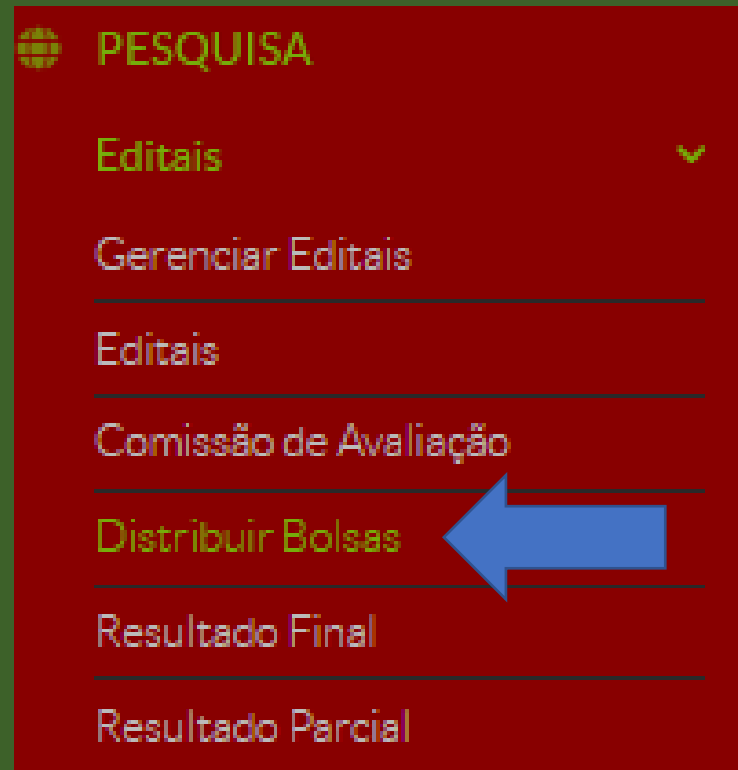 PESQUISA
Editais
Gerenciar Editais
Editais
Comissão de Avaliação
Distribuir Bolsas
Resultado Final
Resultado Parcial